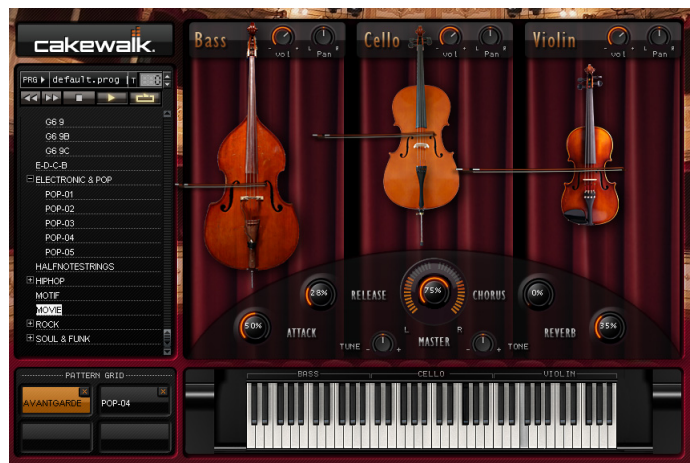 cakewalk.
Bass
- vol +
L Pan R
Cello
- vol +
L Pan R
Violin
- vol +
L Pan R
PRG default.prog T
G6 9
G6 9B
G6 9C
E-D-C-B
ELECTRONIC & POP
POP-01
POP-02
POP-03
POP-04
POP-05
HALFNOTESTRINGS
HIPHOP
MOTIF
MOVIE
ROCK
SOUL & FUNK
28% RELEASE
75%
CHORUS 0%
50% ATTACK
L R
MASTER
REVERB 35%
TUNE - +
- + TONE
PATTERN GRID
AVANTGARDE X
POP-04 X
BASS CELLO VIOLIN